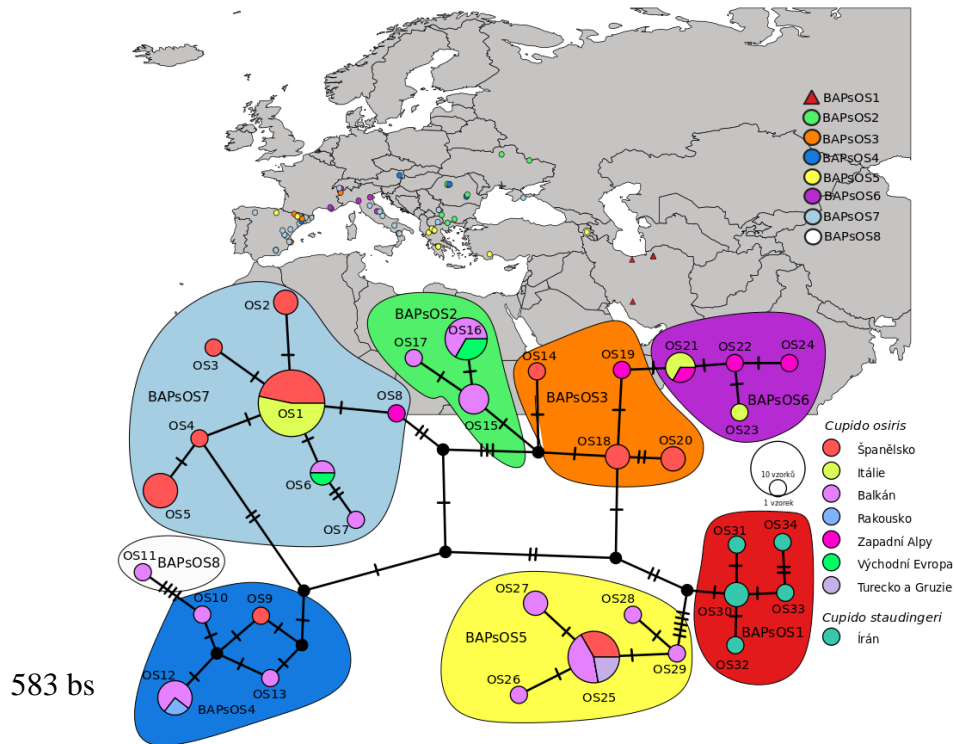 BAPsOS1
BAPsOS2
BAPsOS3
BAPsOS4
BAPsOS5
BAPsOS6
BAPsOS7
BAPsOS8
OS2
OS3
BAPsOS7
OS1
OS8
OS4
OS5
OS6
OS7
BAPsOS2
OS16
OS17
OS15
OS14
OS19
BAPsOS3
OS18
OS20
OS21
OS22
OS24
BAPsOS6
OS23
Cupido osiris
Španělsko
Itálie
Balkán
Rakousko
Západní Alpy
Východní Evropa
Turecko a Gruzie
Cupido staudingeri
Írán
10 vzorků
1 vzorek
OS11
BAPsOS8
OS10
OS9
OS12
OS13
BAPsOS4
OS27
OS28
BAPsOS5
OS29
OS26
OS25
OS31
OS34
OS30
OS33
BAPsOS1
OS32
583 bs